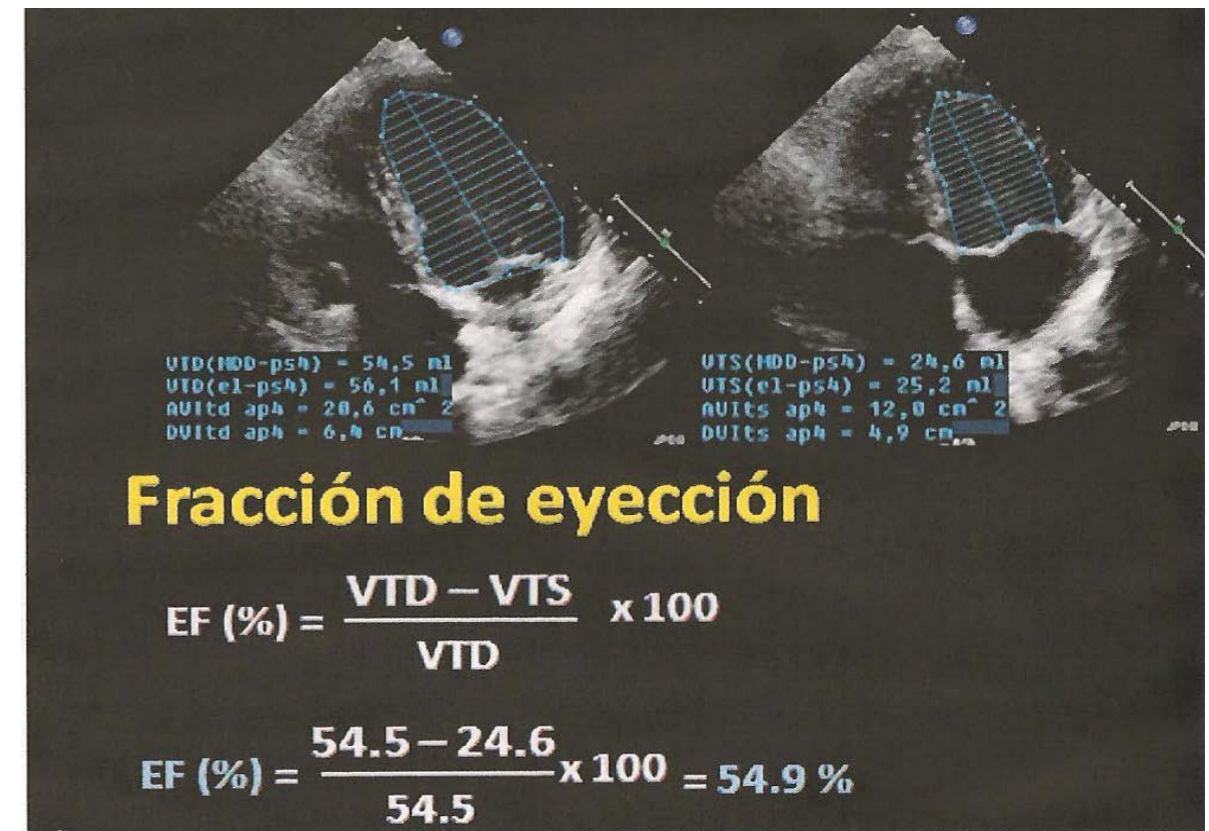 VTD(MDD-ps4) = 54,5 ml
VTD(el-ps4) = 56,1 ml
AVItd ap4 = 20,6 cm^2
DVItd ap4 = 6,4 cm
VTS(MDD-ps4) = 24,6 ml
VTS(el-ps4) = 25,2 ml
AVIts ap4 = 12,0 cm^2
DVIts ap4 = 4,9 cm
Fracción de eyección
EF (%) = VTD – VTS x 100
VTD
EF (%) = 54.5 – 24.6 x 100 = 54.9 %
54.5